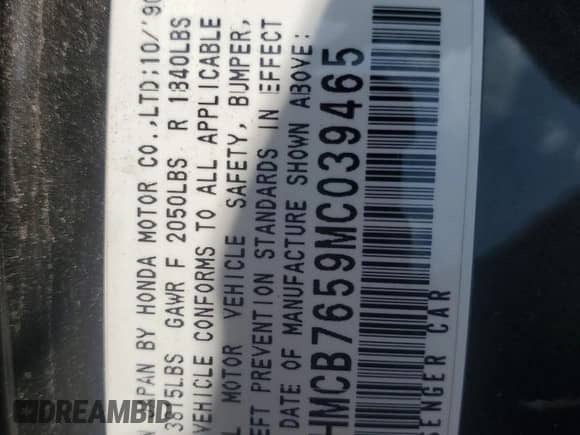 N JAPAN BY HONDA MOTOR CO.,LTD;10/'90
3875LBS GAWR F 2050LBS R 1840LBS
VEHICLE CONFORMS TO ALL APPLICABLE
L MOTOR VEHICLE SAFETY, BUMPER,
EFT PREVENTION STANDARDS IN EFFECT
DATE OF MANUFACTURE SHOWN ABOVE:
HMCB7659MC039465
SENGER CAR
DREAMBID